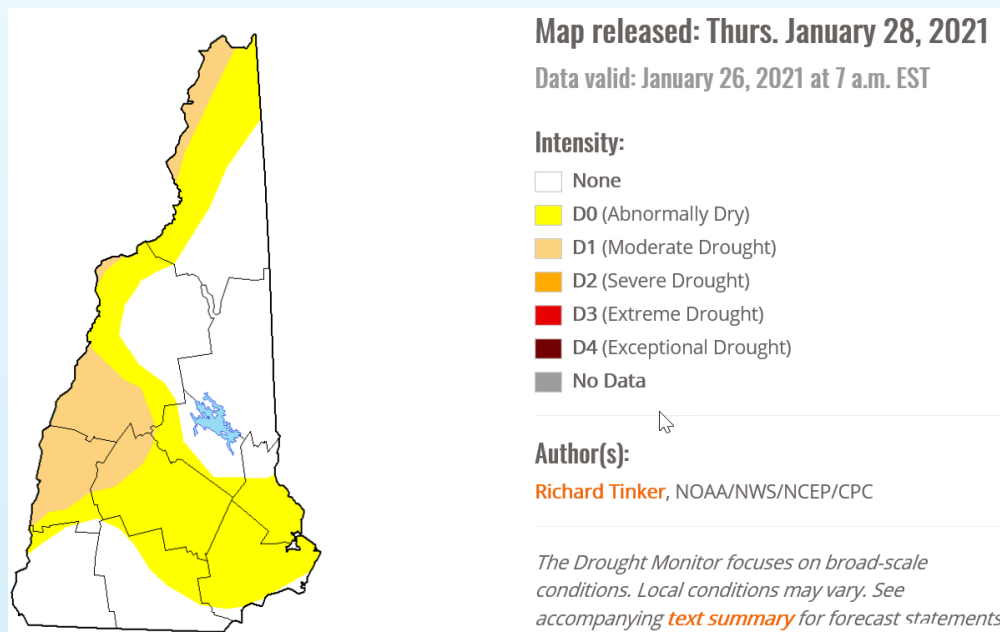 Map released: Thurs. January 28, 2021
Data valid: January 26, 2021 at 7 a.m. EST
Intensity:
None
D0 (Abnormally Dry)
D1 (Moderate Drought)
D2 (Severe Drought)
D3 (Extreme Drought)
D4 (Exceptional Drought)
No Data
Author(s):
Richard Tinker, NOAA/NWS/NCEP/CPC
The Drought Monitor focuses on broad-scale
conditions. Local conditions may vary. See
accompanying text summary for forecast statements